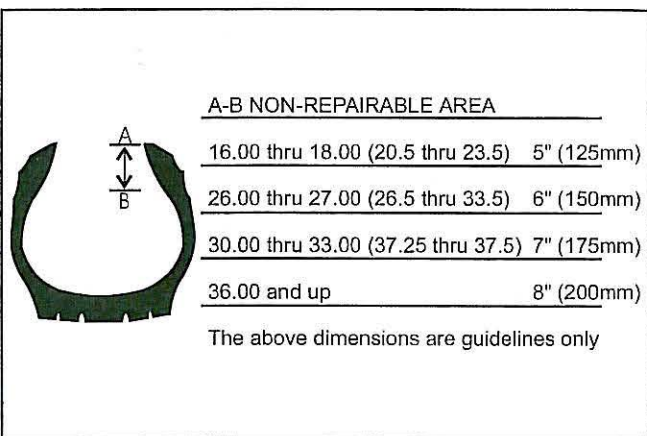 A-B NON-REPAIRABLE AREA
A
16.00 thru 18.00 (20.5 thru 23.5) 5" (125mm)
B
26.00 thru 27.00 (26.5 thru 33.5) 6" (150mm)
30.00 thru 33.00 (37.25 thru 37.5) 7" (175mm)
36.00 and up 8" (200mm)
The above dimensions are guidelines only